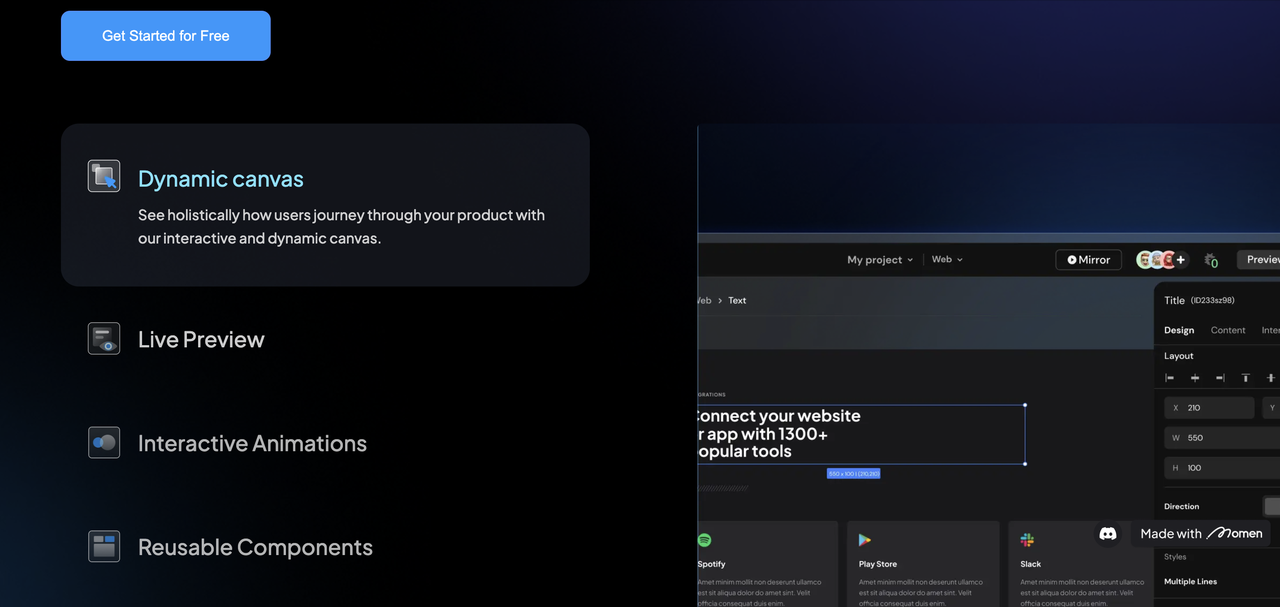 Get Started for Free
Dynamic canvas
See holistically how users journey through your product with
our interactive and dynamic canvas.
Live Preview
Interactive Animations
Reusable Components
My project
Web
Mirror
0
Web > Text
Title (ID233sz98)
Design Content
Layout
X 210 Y
W 550
H 100
Direction
Connect your website
app with 1300+
popular tools
550 x 100 | (210,210)
Spotify
Amet minim mollit non deserunt ullamco
est sit aliqua dolor do amet sint. Velit
officia consequat duis enim.
Play Store
Amet minim mollit non deserunt ullamco
est sit aliqua dolor do amet sint. Velit
officia consequat duis enim.
Slack
Amet minim mollit non deserunt ullamco
est sit aliqua dolor do amet sint. Velit
officia consequat duis enim.
Made with Momen
Styles
Multiple Lines